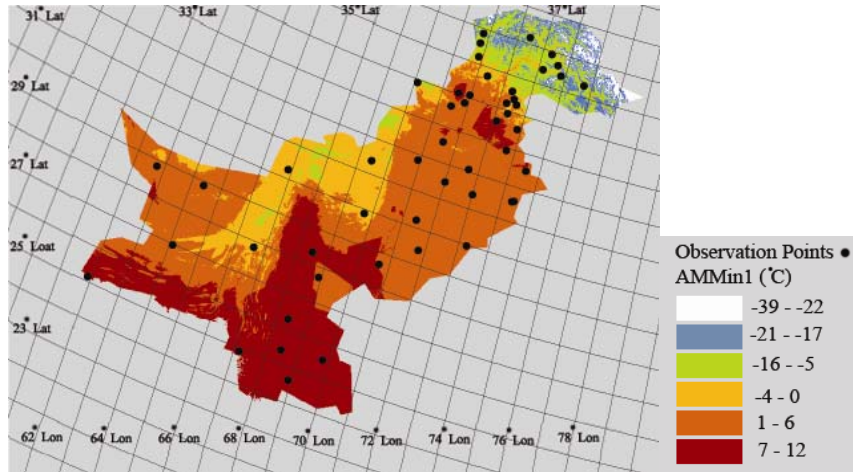 31° Lat
33° Lat
35° Lat
37° Lat
29 Lat
27 Lat
25 Loat
23 Lat
62° Lon
64° Lon
66° Lon
68° Lon
70° Lon
72° Lon
74° Lon
76° Lon
78° Lon
Observation Points ●
AMMin1 (°C)
-39 - -22
-21 - -17
-16 - -5
-4 - 0
1 - 6
7 - 12